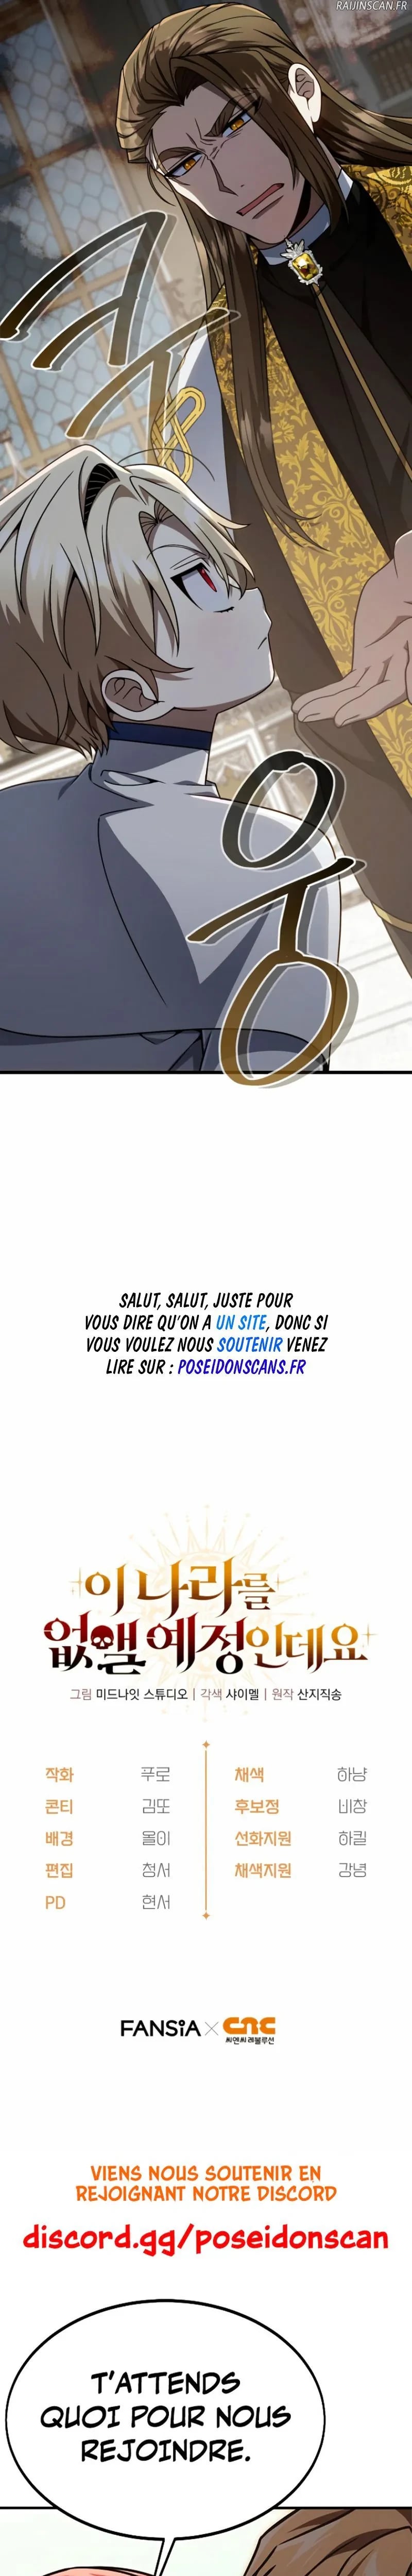 RAIJINSCAN.FR
SALUT, SALUT, JUSTE POUR
VOUS DIRE QU'ON A UN SITE, DONC SI
VOUS VOULEZ NOUS SOUTENIR VENEZ
LIRE SUR : POSEIDONSCANS.FR
이 나라를
없앨 예정인데요
그림 미드나잇 스튜디오 | 각색 샤이멜 | 원작 산지직송
작화 푸로 채색 하냥
콘티 김또 후보정 비창
배경 올이 선화지원 하킬
편집 청서 채색지원 강녕
PD 현서
FANSiA × CRC
씨앤씨 레볼루션
VIENS NOUS SOUTENIR EN
REJOIGNANT NOTRE DISCORD
discord.gg/poseidonscan
T'ATTENDS
QUOI POUR NOUS
REJOINDRE.